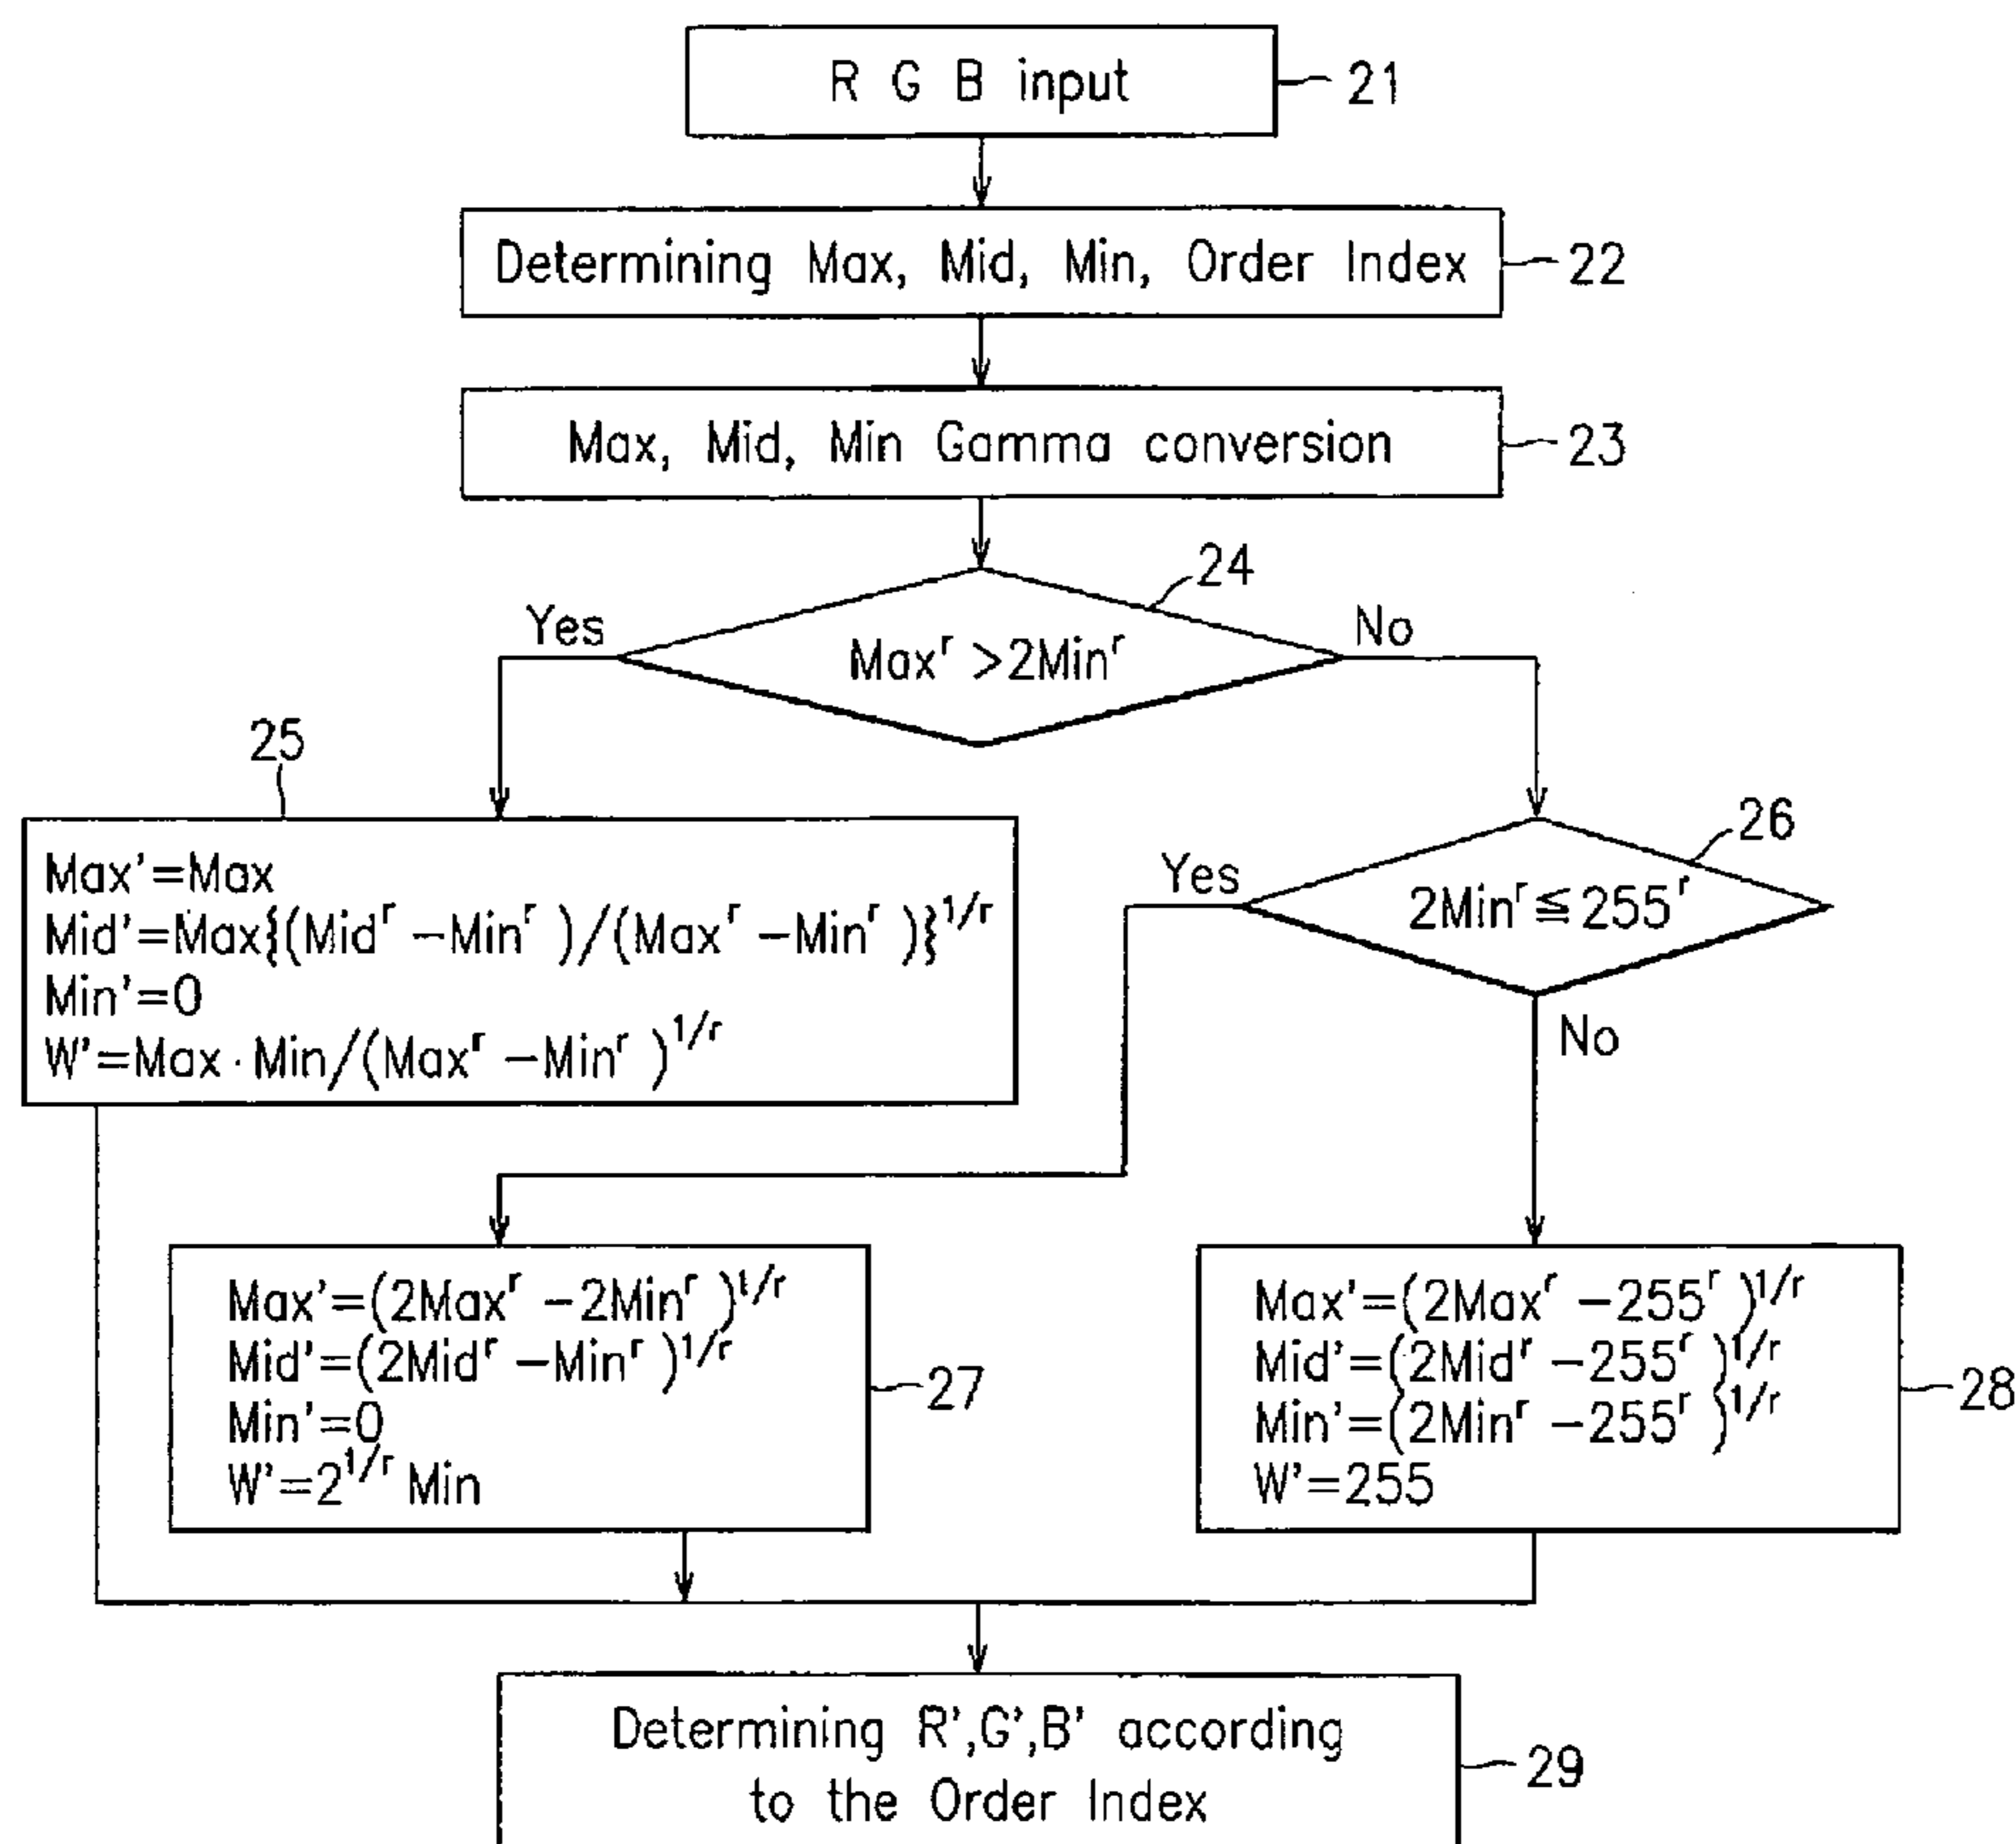 R G B input
21
Determining Max, Mid, Min, Order Index
22
Max, Mid, Min Gamma conversion
23
24
Yes
Maxʳ >2Minʳ
No
25
Max'=Max
Mid'=Max{(Midʳ −Minʳ )/(Maxʳ −Minʳ )}¹/ʳ
Min'=0
W'=Max·Min/(Maxʳ −Minʳ )¹/ʳ
26
Yes
2Minʳ≦255ʳ
No
Max'=(2Maxʳ −2Minʳ )¹/ʳ
Mid'=(2Midʳ −Minʳ )¹/ʳ
Min'=0
W'=2¹/ʳ Min
27
Max'=(2Maxʳ −255ʳ )¹/ʳ
Mid'=(2Midʳ −255ʳ )¹/ʳ
Min'=(2Minʳ −255ʳ )¹/ʳ
W'=255
28
Determining R',G',B' according
to the Order Index
29